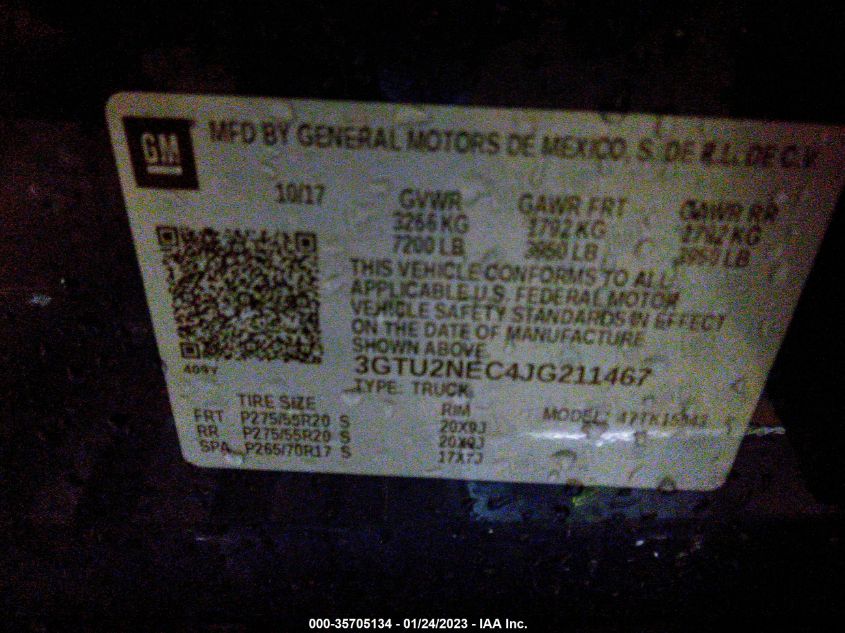 GM
MFD BY GENERAL MOTORS DE MEXICO, S. DE R.L. DE C.V.
10/17 GVWR GAWR FRT GAWR RR
3266 KG 1792 KG 1792 KG
7200 LB 3950 LB 3950 LB
THIS VEHICLE CONFORMS TO ALL
APPLICABLE U.S. FEDERAL MOTOR
VEHICLE SAFETY STANDARDS IN EFFECT
ON THE DATE OF MANUFACTURE
SHOWN ABOVE.
3GTU2NEC4JG211467
TYPE: TRUCK
TIRE SIZE RIM MODEL:
FRT P275/55R20 S 20X9J
RR P275/55R20 S 20X9J
SPA P265/70R17 S 17X7J
000-35705134 - 01/24/2023 - IAA Inc.